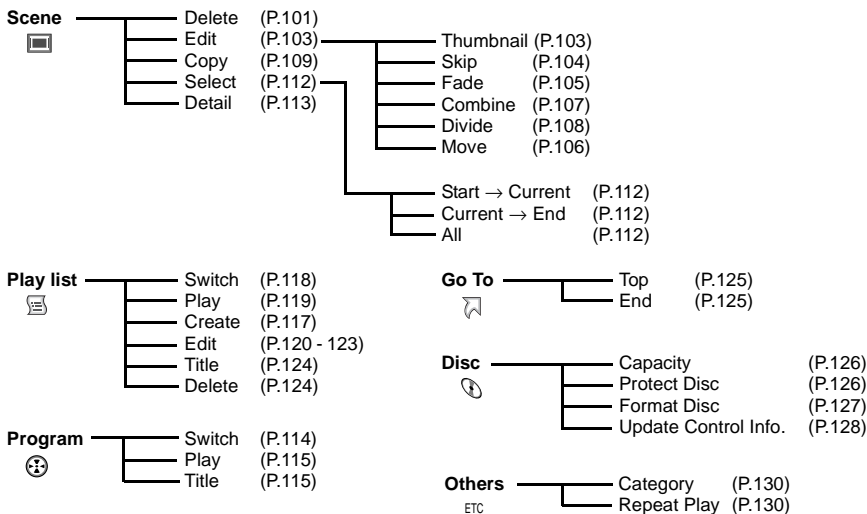 Scene
Delete (P.101)
Edit (P.103)
Copy (P.109)
Select (P.112)
Detail (P.113)
Thumbnail (P.103)
Skip (P.104)
Fade (P.105)
Combine (P.107)
Divide (P.108)
Move (P.106)
Start → Current (P.112)
Current → End (P.112)
All (P.112)
Play list
Switch (P.118)
Play (P.119)
Create (P.117)
Edit (P.120 - 123)
Title (P.124)
Delete (P.124)
Program
Switch (P.114)
Play (P.115)
Title (P.115)
Go To
Top (P.125)
End (P.125)
Disc
Capacity (P.126)
Protect Disc (P.126)
Format Disc (P.127)
Update Control Info. (P.128)
Others
ETC
Category (P.130)
Repeat Play (P.130)